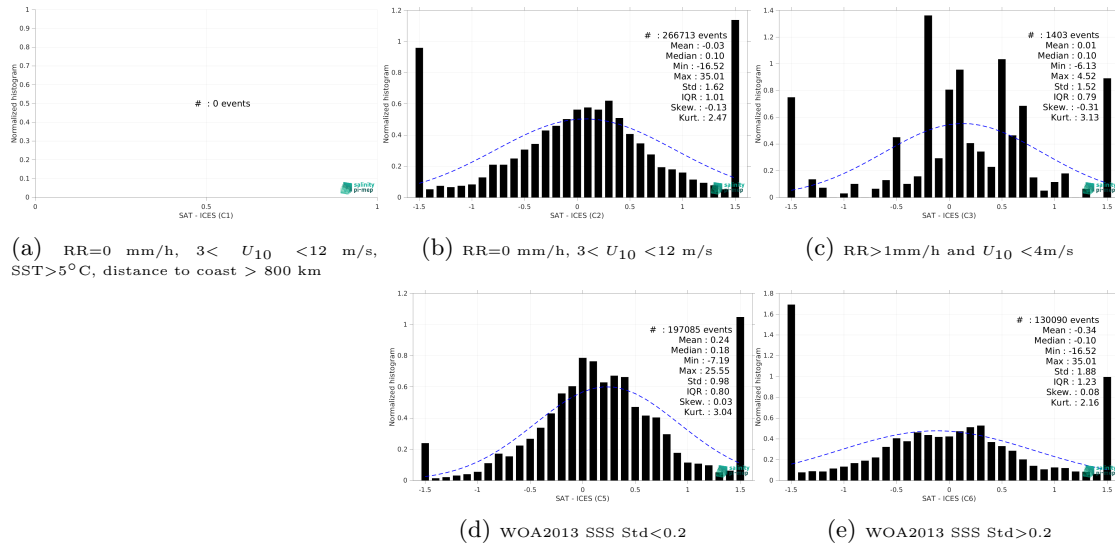 1
0.9
0.8
0.7
0.6
0.5
0.4
0.3
0.2
0.1
0
Normalized histogram
# : 0 events
salinity
pi-mep
0 0.5 1
SAT - ICES (C1)
(a) RR=0 mm/h, 3< U10 <12 m/s,
SST>5°C, distance to coast > 800 km
1.2
1
0.8
0.6
0.4
0.2
0
Normalized histogram
# : 266713 events
Mean : -0.03
Median : 0.10
Min : -16.52
Max : 35.01
Std : 1.62
IQR : 1.01
Skew. : -0.13
Kurt. : 2.47
salinity
pi-mep
-1.5 -1 -0.5 0 0.5 1 1.5
SAT - ICES (C2)
(b) RR=0 mm/h, 3< U10 <12 m/s
1.4
1.2
1
0.8
0.6
0.4
0.2
0
Normalized histogram
# : 1403 events
Mean : 0.01
Median : 0.10
Min : -6.13
Max : 4.52
Std : 1.52
IQR : 0.79
Skew. : -0.31
Kurt. : 3.13
salinity
pi-mep
-1.5 -1 -0.5 0 0.5 1 1.5
SAT - ICES (C3)
(c) RR>1mm/h and U10 <4m/s
1.2
1
0.8
0.6
0.4
0.2
0
Normalized histogram
# : 197085 events
Mean : 0.24
Median : 0.18
Min : -7.19
Max : 25.55
Std : 0.98
IQR : 0.80
Skew. : 0.03
Kurt. : 3.04
salinity
pi-mep
-1.5 -1 -0.5 0 0.5 1 1.5
SAT - ICES (C5)
(d) WOA2013 SSS Std<0.2
1.8
1.6
1.4
1.2
1
0.8
0.6
0.4
0.2
0
Normalized histogram
# : 130090 events
Mean : -0.34
Median : -0.10
Min : -16.52
Max : 35.01
Std : 1.88
IQR : 1.23
Skew. : 0.08
Kurt. : 2.16
salinity
pi-mep
-1.5 -1 -0.5 0 0.5 1 1.5
SAT - ICES (C6)
(e) WOA2013 SSS Std>0.2